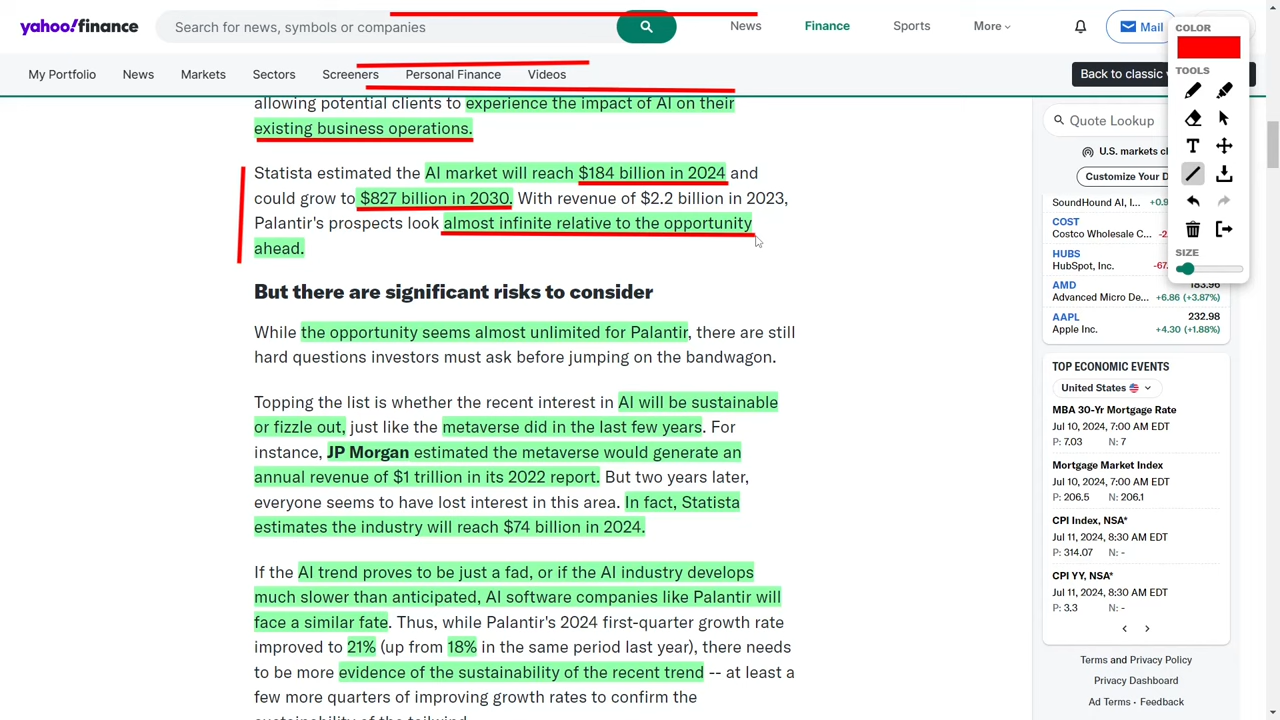 yahoo!finance
Search for news, symbols or companies
News
Finance
Sports
More
Mail
My Portfolio
News
Markets
Sectors
Screeners
Personal Finance
Videos
Back to classic
COLOR
TOOLS
SIZE
allowing potential clients to experience the impact of AI on their
existing business operations.
Statista estimated the AI market will reach $184 billion in 2024 and
could grow to $827 billion in 2030. With revenue of $2.2 billion in 2023,
Palantir's prospects look almost infinite relative to the opportunity
ahead.
But there are significant risks to consider
While the opportunity seems almost unlimited for Palantir, there are still
hard questions investors must ask before jumping on the bandwagon.
Topping the list is whether the recent interest in AI will be sustainable
or fizzle out, just like the metaverse did in the last few years. For
instance, JP Morgan estimated the metaverse would generate an
annual revenue of $1 trillion in its 2022 report. But two years later,
everyone seems to have lost interest in this area. In fact, Statista
estimates the industry will reach $74 billion in 2024.
If the AI trend proves to be just a fad, or if the AI industry develops
much slower than anticipated, AI software companies like Palantir will
face a similar fate. Thus, while Palantir's 2024 first-quarter growth rate
improved to 21% (up from 18% in the same period last year), there needs
to be more evidence of the sustainability of the recent trend -- at least a
few more quarters of improving growth rates to confirm the
sustainability of the tailwind.
Quote Lookup
U.S. markets cl
Customize Your D
SoundHound AI, I... +0.9
COST
Costco Wholesale C... -2.
HUBS
HubSpot, Inc. -67.
AMD 183.96
Advanced Micro De... +6.86 (+3.87%)
AAPL 232.98
Apple Inc. +4.30 (+1.88%)
TOP ECONOMIC EVENTS
United States
MBA 30-Yr Mortgage Rate
Jul 10, 2024, 7:00 AM EDT
P: 7.03 N: 7
Mortgage Market Index
Jul 10, 2024, 7:00 AM EDT
P: 206.5 N: 206.1
CPI Index, NSA*
Jul 11, 2024, 8:30 AM EDT
P: 314.07 N: -
CPI YY, NSA*
Jul 11, 2024, 8:30 AM EDT
P: 3.3 N: -
Terms and Privacy Policy
Privacy Dashboard
Ad Terms • Feedback